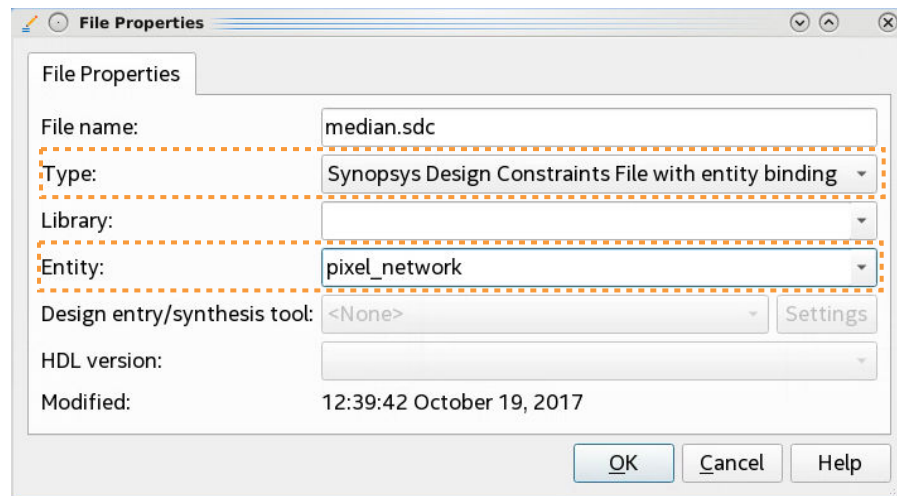 File Properties
File Properties
File name: median.sdc
Type: Synopsys Design Constraints File with entity binding
Library:
Entity: pixel_network
Design entry/synthesis tool: <None> Settings
HDL version:
Modified: 12:39:42 October 19, 2017
OK Cancel Help